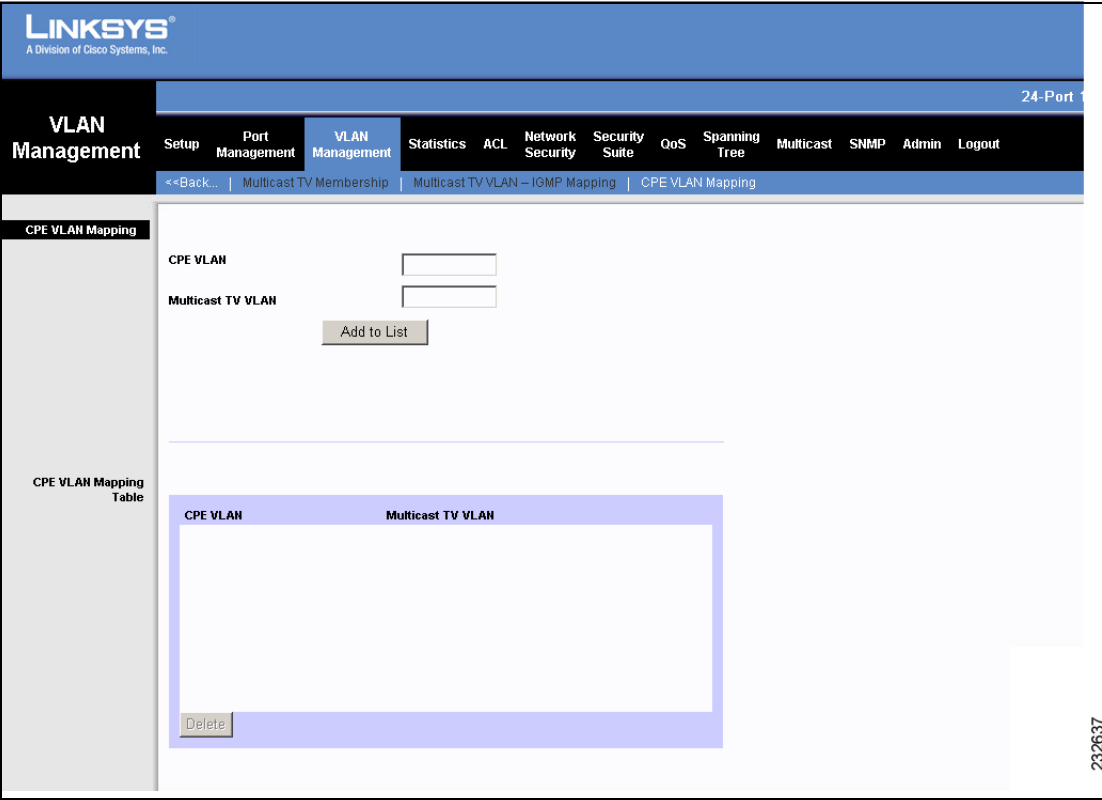 LINKSYS®
A Division of Cisco Systems, Inc.
24-Port 1
VLAN
Management
Setup Port Management VLAN Management Statistics ACL Network Security Security Suite QoS Spanning Tree Multicast SNMP Admin Logout
<<Back... | Multicast TV Membership | Multicast TV VLAN – IGMP Mapping | CPE VLAN Mapping
CPE VLAN Mapping
CPE VLAN
Multicast TV VLAN
Add to List
CPE VLAN Mapping
Table
CPE VLAN Multicast TV VLAN
Delete
232637